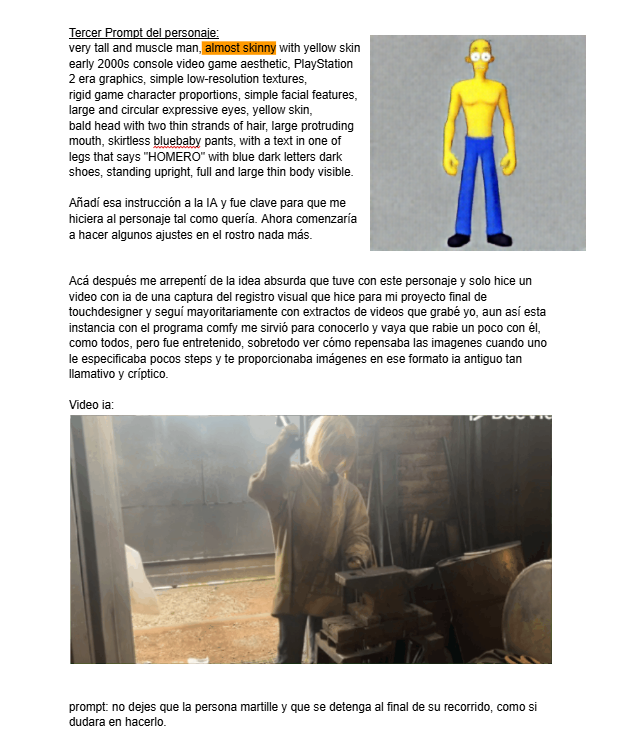 Tercer Prompt del personaje:
very tall and muscle man, almost skinny with yellow skin
early 2000s console video game aesthetic, PlayStation
2 era graphics, simple low-resolution textures,
rigid game character proportions, simple facial features,
large and circular expressive eyes, yellow skin,
bald head with two thin strands of hair, large protruding
mouth, skirtless bluebaby pants, with a text in one of
legs that says "HOMERO" with blue dark letters dark
shoes, standing upright, full and large thin body visible.
Añadí esa instrucción a la IA y fue clave para que me
hiciera al personaje tal como quería. Ahora comenzaría
a hacer algunos ajustes en el rostro nada más.
Acá después me arrepentí de la idea absurda que tuve con este personaje y solo hice un
video con ia de una captura del registro visual que hice para mi proyecto final de
touchdesigner y seguí mayoritariamente con extractos de videos que grabé yo, aun así esta
instancia con el programa comfy me sirvió para conocerlo y vaya que rabie un poco con él,
como todos, pero fue entretenido, sobretodo ver cómo repensaba las imagenes cuando uno
le especificaba pocos steps y te proporcionaba imágenes en ese formato ia antiguo tan
llamativo y críptico.
Video ia:
prompt: no dejes que la persona martille y que se detenga al final de su recorrido, como si
dudara en hacerlo.